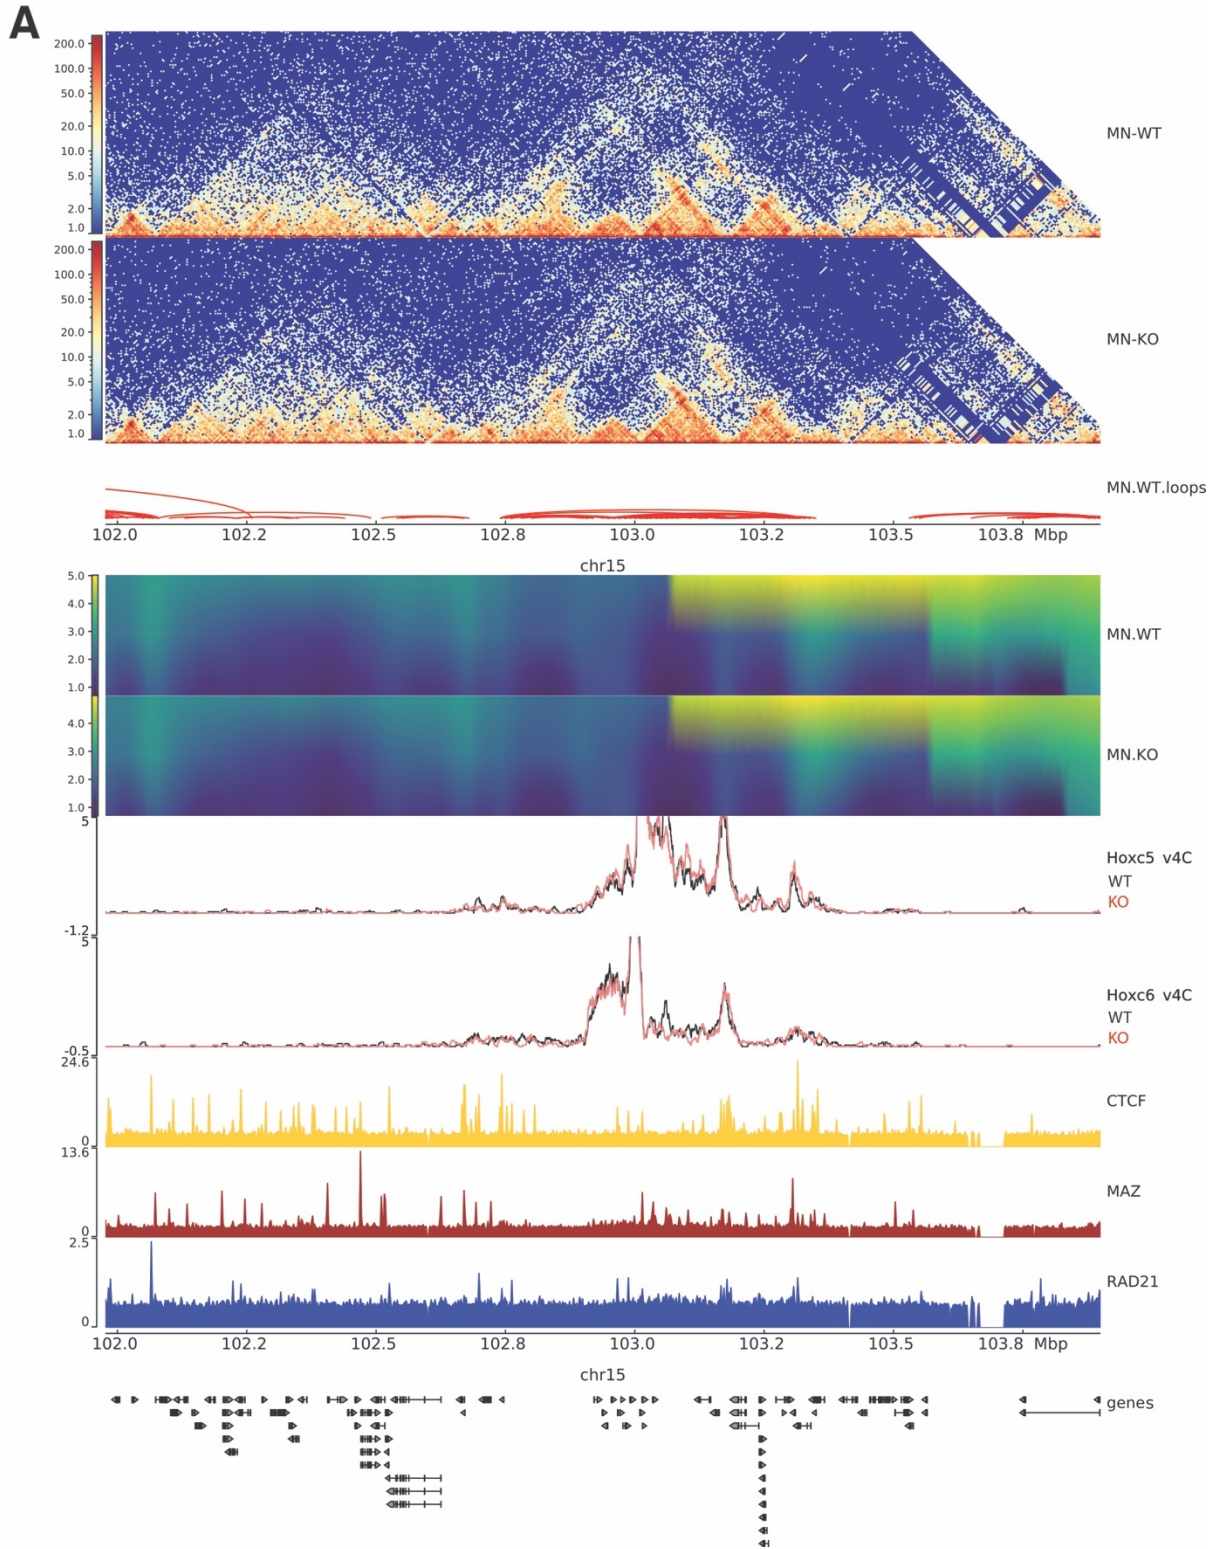 A
200.0
100.0
50.0
20.0
10.0
5.0
2.0
1.0
MN-WT
200.0
100.0
50.0
20.0
10.0
5.0
2.0
1.0
MN-KO
MN.WT.loops
102.0 102.2 102.5 102.8 103.0 103.2 103.5 103.8 Mbp
chr15
5.0
4.0
3.0
2.0
1.0
MN.WT
4.0
3.0
2.0
1.0
MN.KO
5
Hoxc5 v4C
WT
KO
-1.2
5
Hoxc6 v4C
WT
KO
-0.5
24.6
CTCF
0
13.6
MAZ
0
2.5
RAD21
0
102.0 102.2 102.5 102.8 103.0 103.2 103.5 103.8 Mbp
chr15
genes